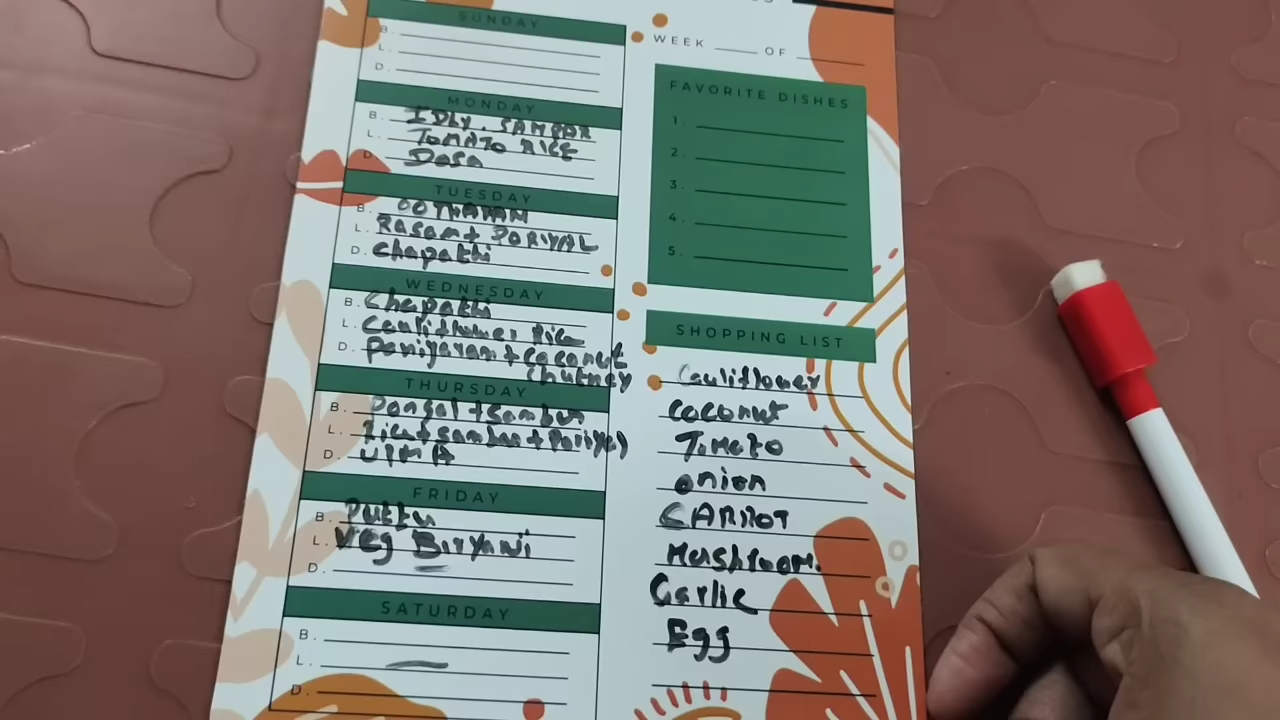 SUNDAY
B.
L.
D.
MONDAY
B. IDLY. SAMBAR
L. TOMATO RICE
D. Dosa
TUESDAY
B. OOTHAPAM
L. Rasam + PORIYAL
D. Chapathi
WEDNESDAY
B. Chapathi
L. Cauliflower Rice
D. Paniyaram + Coconut
Chutney
THURSDAY
B. Pongal + Sambar
L. Rice + Sambar + Poriyal
D. UPMA
FRIDAY
B. Puttu
L. Veg Biryani
D.
SATURDAY
B.
L.
D.
WEEK ____ OF ____
FAVORITE DISHES
1.
2.
3.
4.
5.
SHOPPING LIST
Cauliflower
Coconut
Tomato
onion
CARROT
Mushroom.
Garlic
Egg